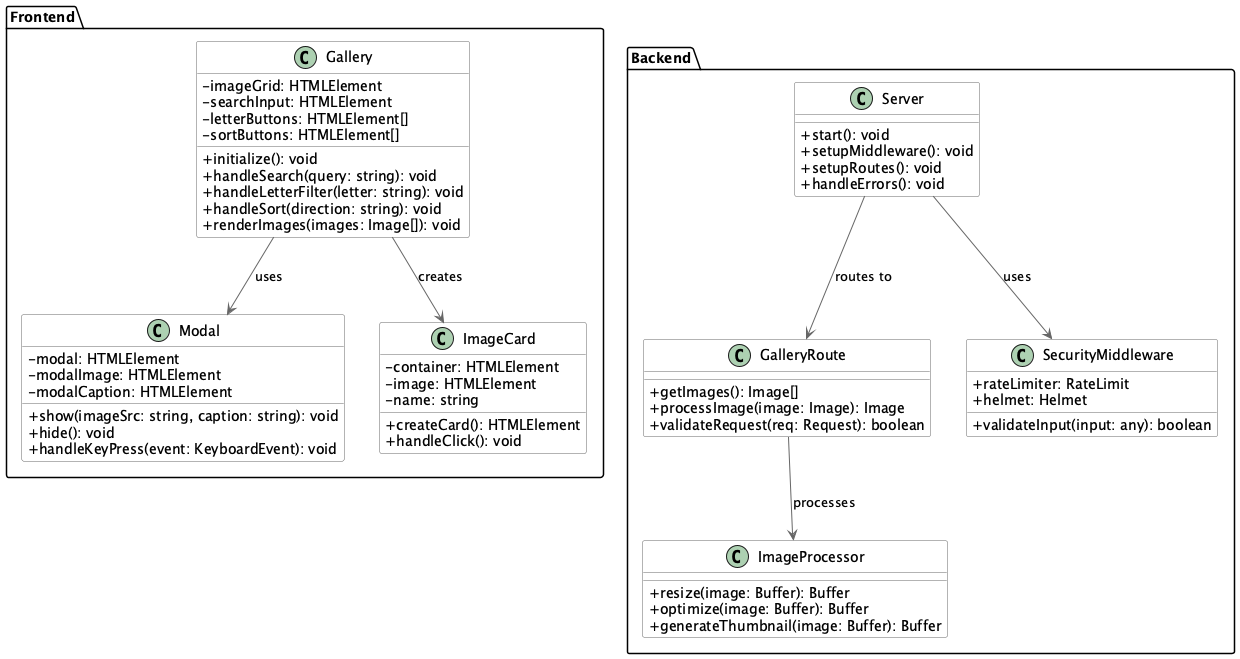 Frontend
C Gallery
-imageGrid: HTMLElement
-searchInput: HTMLElement
-letterButtons: HTMLElement[]
-sortButtons: HTMLElement[]
+initialize(): void
+handleSearch(query: string): void
+handleLetterFilter(letter: string): void
+handleSort(direction: string): void
+renderImages(images: Image[]): void
uses
creates
C Modal
-modal: HTMLElement
-modalImage: HTMLElement
-modalCaption: HTMLElement
+show(imageSrc: string, caption: string): void
+hide(): void
+handleKeyPress(event: KeyboardEvent): void
C ImageCard
-container: HTMLElement
-image: HTMLElement
-name: string
+createCard(): HTMLElement
+handleClick(): void
Backend
C Server
+start(): void
+setupMiddleware(): void
+setupRoutes(): void
+handleErrors(): void
routes to
uses
C GalleryRoute
+getImages(): Image[]
+processImage(image: Image): Image
+validateRequest(req: Request): boolean
C SecurityMiddleware
+rateLimiter: RateLimit
+helmet: Helmet
+validateInput(input: any): boolean
processes
C ImageProcessor
+resize(image: Buffer): Buffer
+optimize(image: Buffer): Buffer
+generateThumbnail(image: Buffer): Buffer